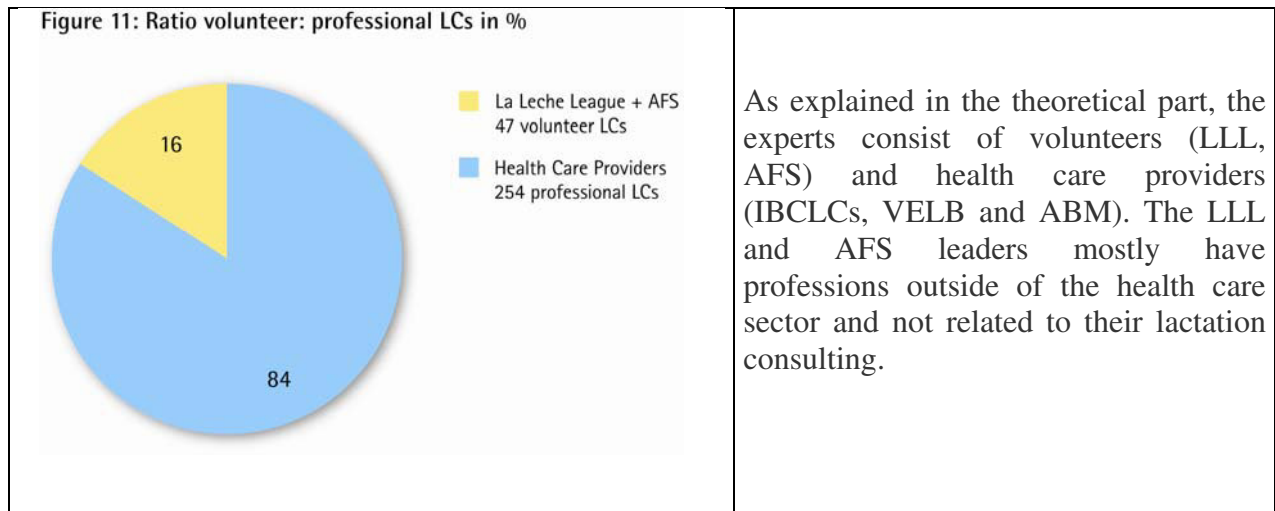 Figure 11: Ratio volunteer: professional LCs in %
16
84
La Leche League + AFS
47 volunteer LCs
Health Care Providers
254 professional LCs
As explained in the theoretical part, the
experts consist of volunteers (LLL,
AFS) and health care providers
(IBCLCs, VELB and ABM). The LLL
and AFS leaders mostly have
professions outside of the health care
sector and not related to their lactation
consulting.